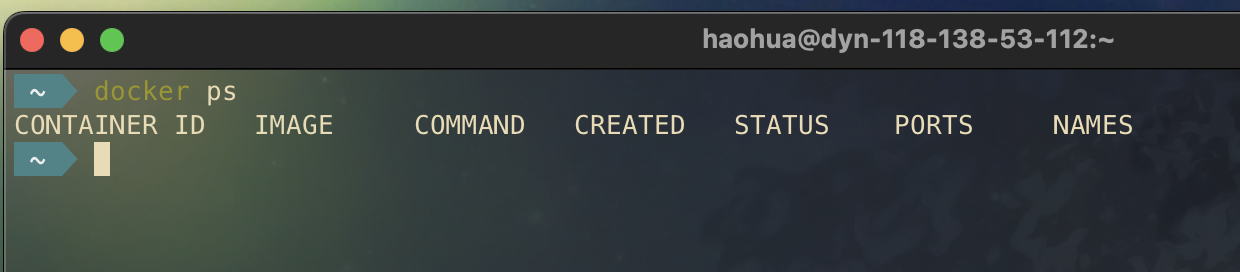 haohua@dyn-118-138-53-112:~
~ docker ps
CONTAINER ID IMAGE COMMAND CREATED STATUS PORTS NAMES
~